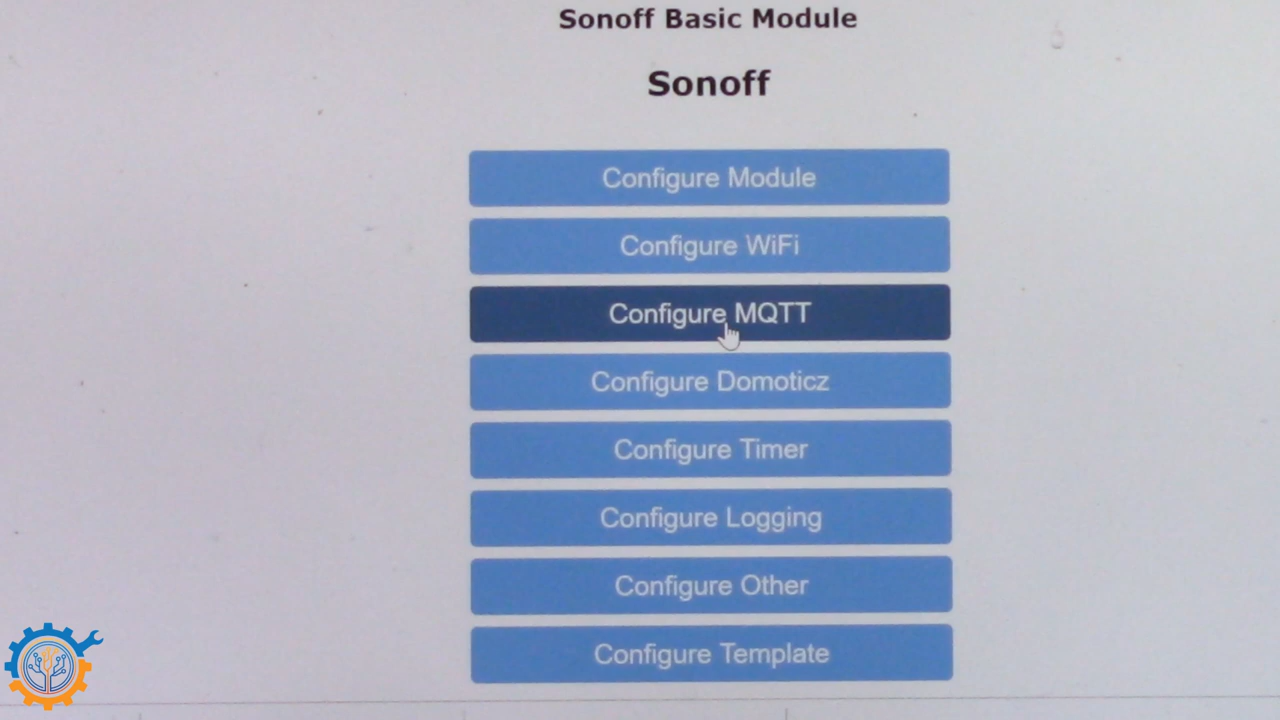 Sonoff Basic Module
Sonoff
Configure Module
Configure WiFi
Configure MQTT
Configure Domoticz
Configure Timer
Configure Logging
Configure Other
Configure Template